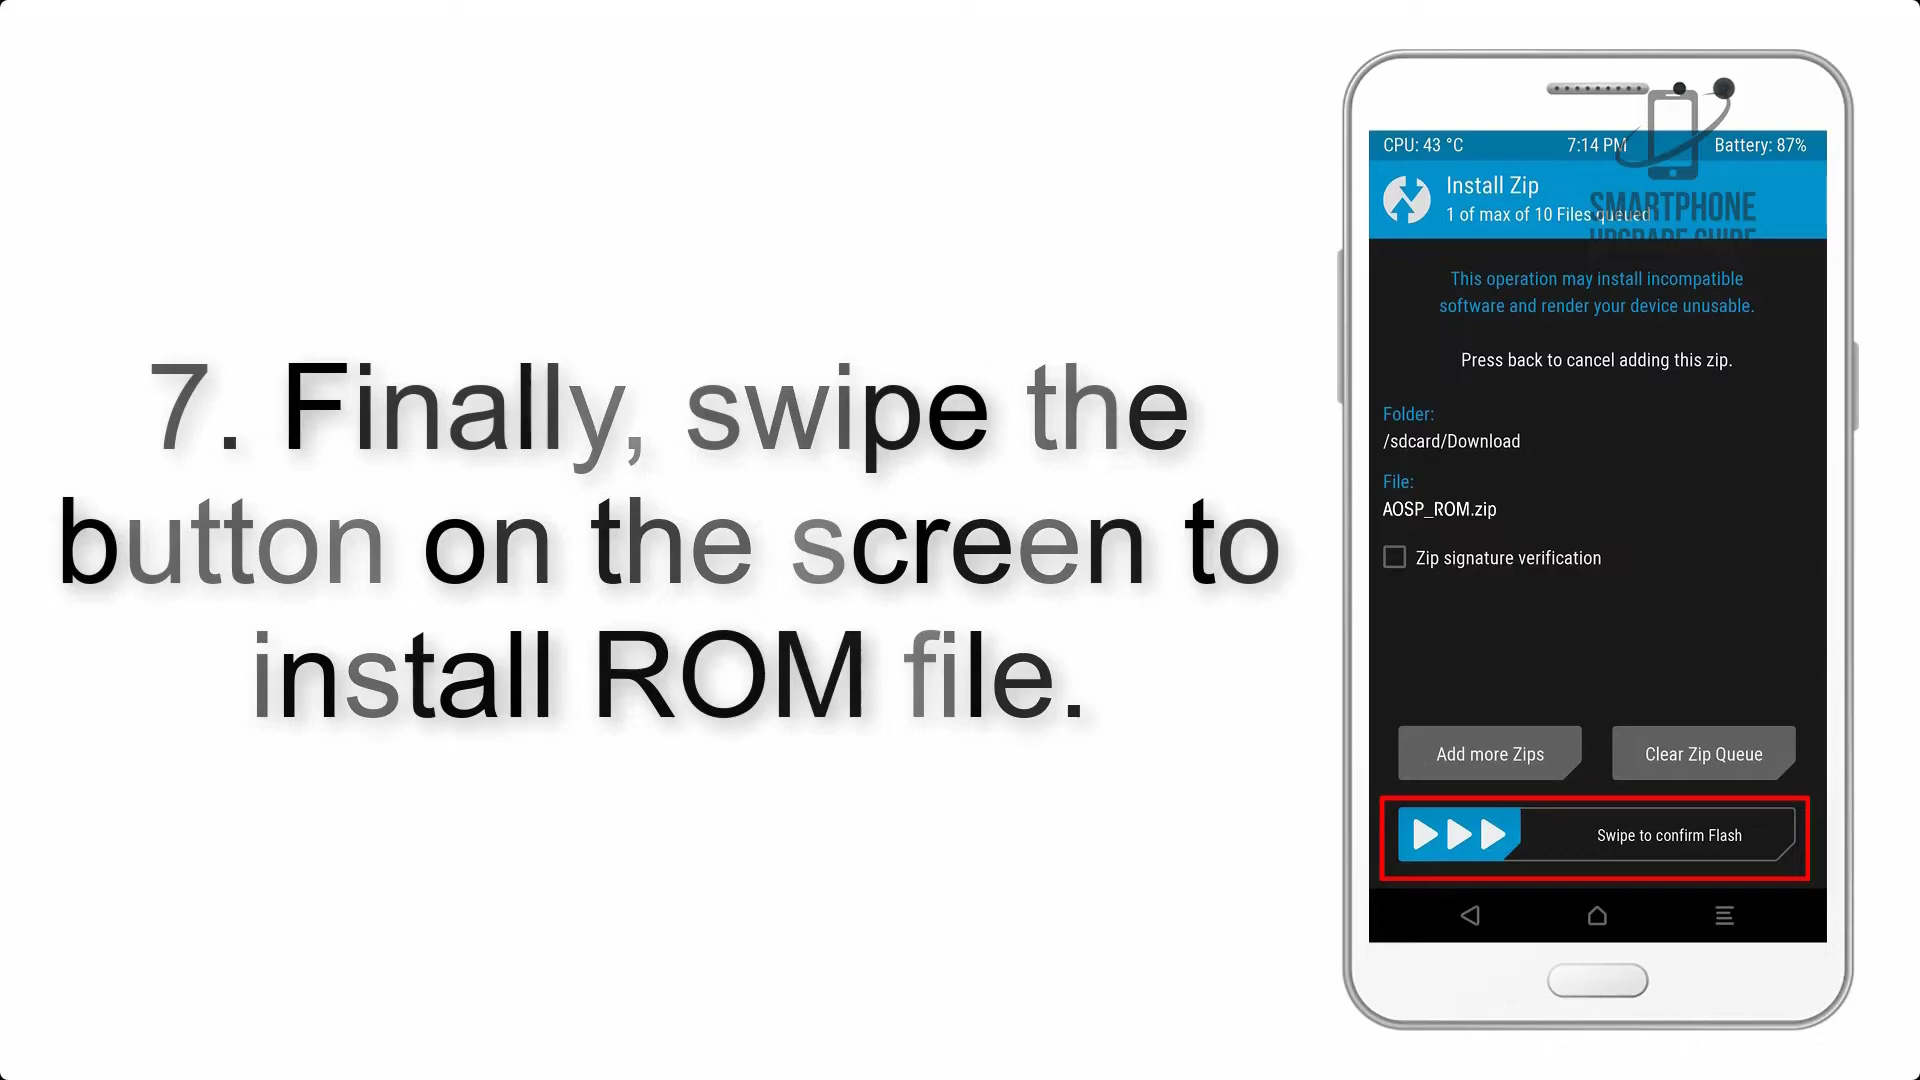 7. Finally, swipe the
button on the screen to
install ROM file.
CPU: 43 °C 7:14 PM Battery: 87%
Install Zip
1 of max of 10 Files queued
SMARTPHONE
UPGRADE GUIDE
This operation may install incompatible
software and render your device unusable.
Press back to cancel adding this zip.
Folder:
/sdcard/Download
File:
AOSP_ROM.zip
Zip signature verification
Add more Zips Clear Zip Queue
Swipe to confirm Flash